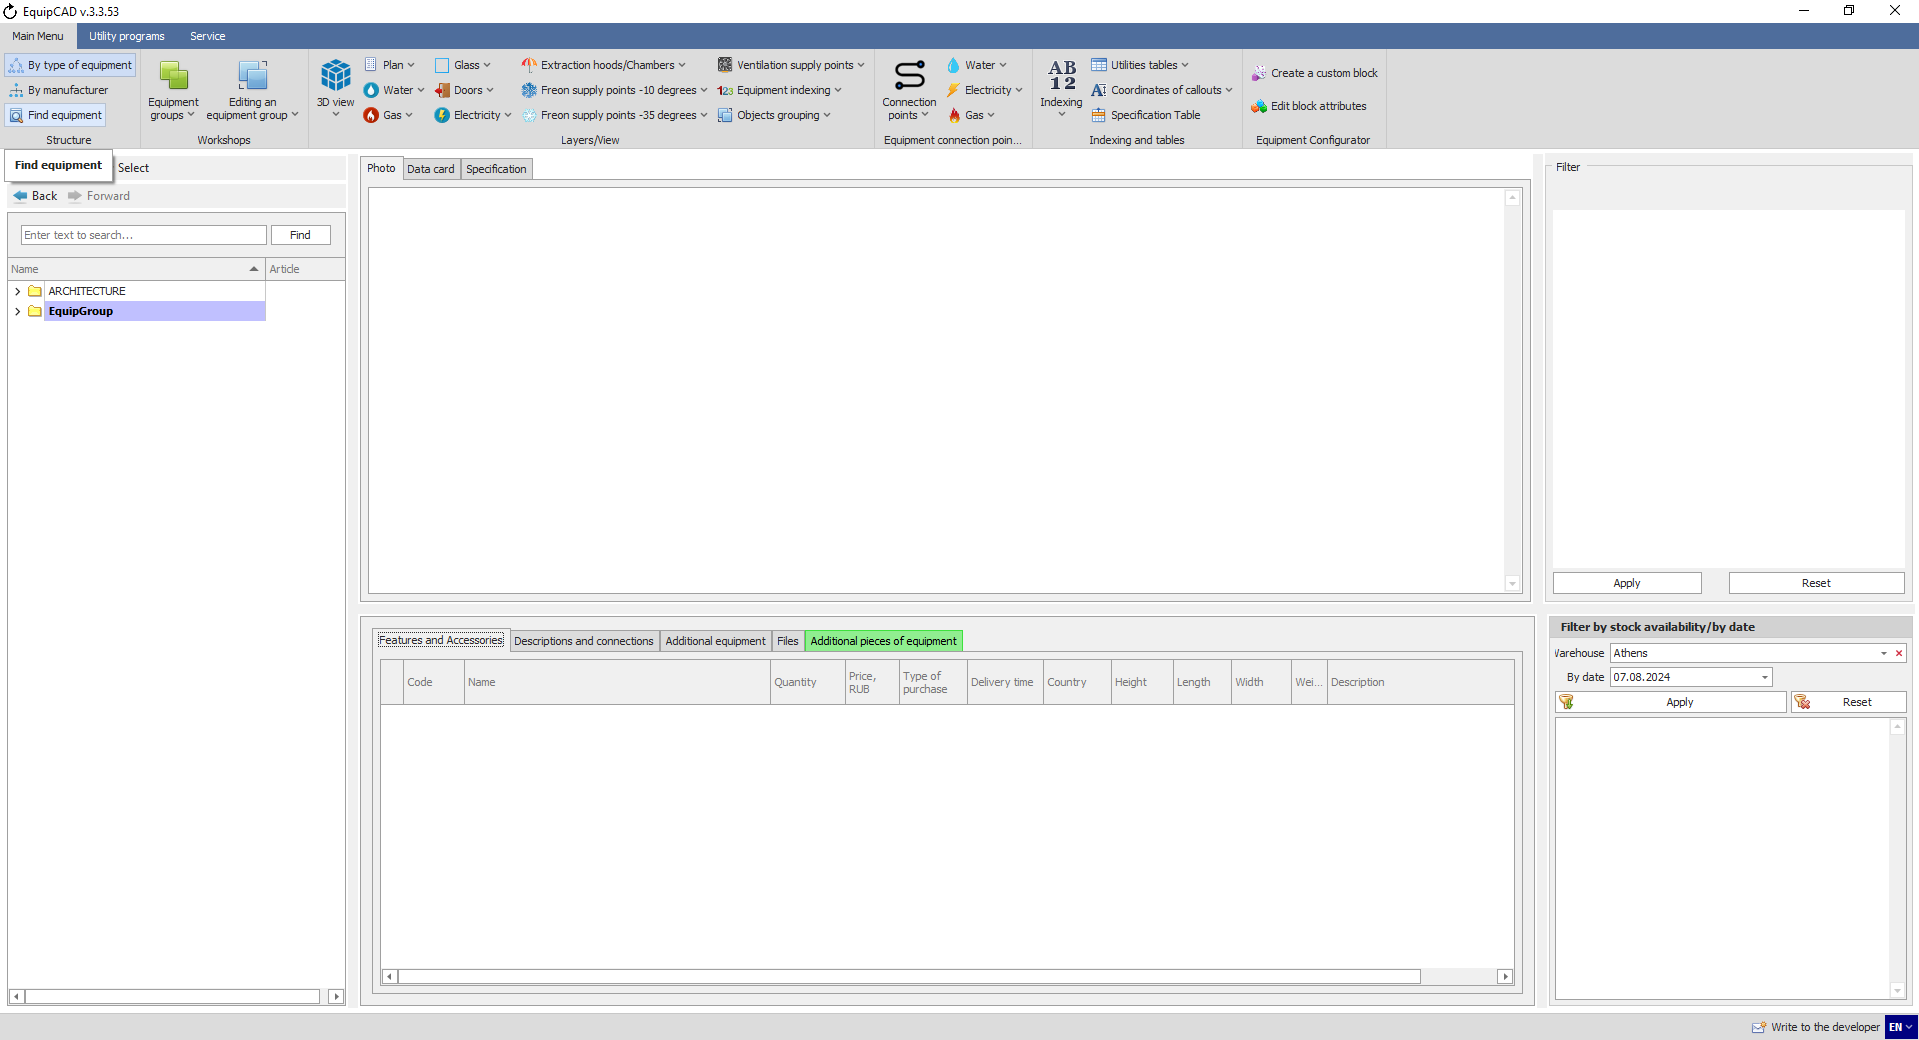 EquipCAD v.3.3.53
Main Menu
Utility programs
Service
By type of equipment
By manufacturer
Find equipment
Structure
Equipment
groups
Editing an
equipment group
Workshops
3D view
Plan
Water
Gas
Glass
Doors
Electricity
Extraction hoods/Chambers
Freon supply points -10 degrees
Freon supply points -35 degrees
Ventilation supply points
123 Equipment indexing
Objects grouping
Layers/View
Connection
points
Water
Electricity
Gas
Equipment connection poin...
AB
12
Indexing
Utilities tables
Coordinates of callouts
Specification Table
Indexing and tables
Create a custom block
Edit block attributes
Equipment Configurator
Find equipment
Select
Back
Forward
Enter text to search...
Find
Name
Article
ARCHITECTURE
EquipGroup
Photo
Data card
Specification
Filter
Apply
Reset
Features and Accessories
Descriptions and connections
Additional equipment
Files
Additional pieces of equipment
Code
Name
Quantity
Price,
RUB
Type of
purchase
Delivery time
Country
Height
Length
Width
Wei...
Description
Filter by stock availability/by date
Warehouse
Athens
By date
07.08.2024
Apply
Reset
Write to the developer
EN